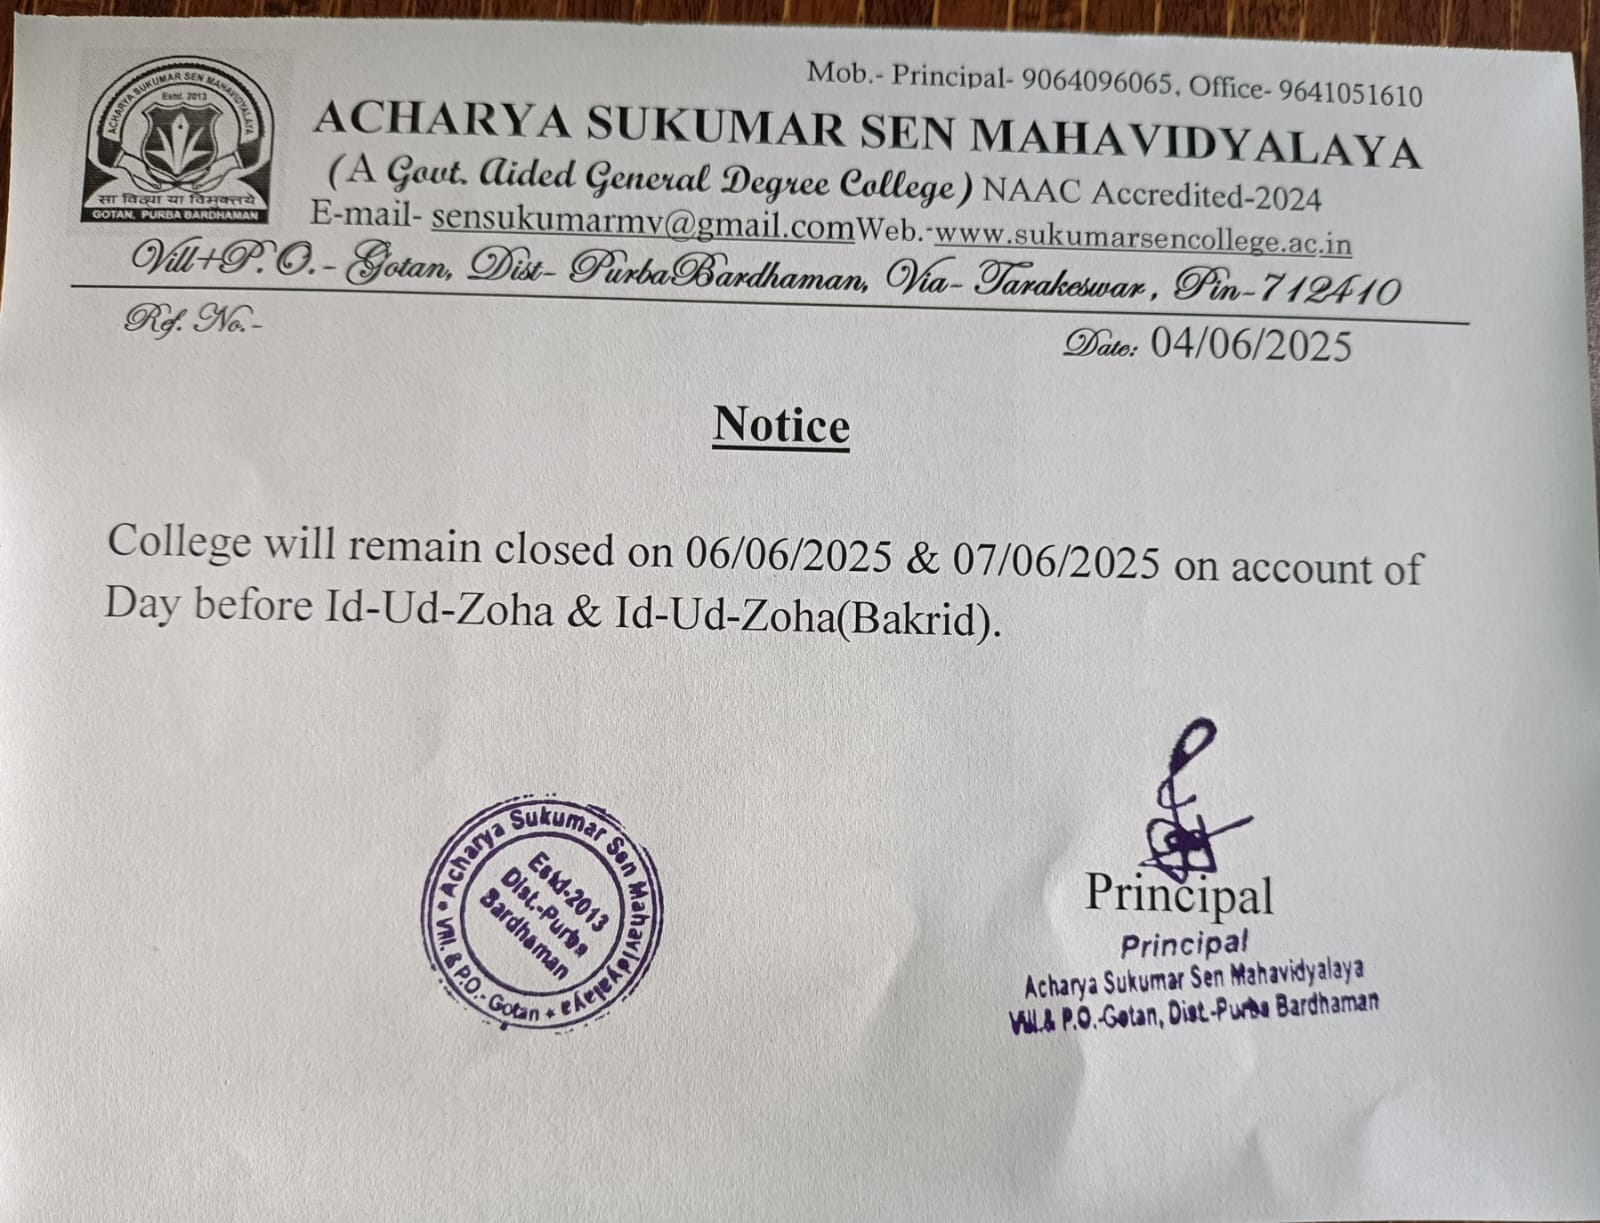 Mob.- Principal- 9064096065, Office- 9641051610
ACHARYA SUKUMAR SEN MAHAVIDYALAYA
Estd. 2013
सा विद्या या विमुक्तये
GOTAN, PURBA BARDHAMAN
ACHARYA SUKUMAR SEN MAHAVIDYALAYA
(A Govt. Aided General Degree College) NAAC Accredited-2024
E-mail- sensukumarmv@gmail.comWeb.-www.sukumarsencollege.ac.in
Vill+P.O.- Gotan, Dist- PurbaBardhaman, Via- Tarakeswar, Pin-712410
Ref. No.-
Date: 04/06/2025
Notice
College will remain closed on 06/06/2025 & 07/06/2025 on account of
Day before Id-Ud-Zoha & Id-Ud-Zoha(Bakrid).
Acharya Sukumar Sen Mahavidyalaya
Vill. & P.O.- Gotan
Estd-2013
Dist.-Purba
Bardhaman
Principal
Principal
Acharya Sukumar Sen Mahavidyalaya
Vill.& P.O.-Gotan, Dist.-Purba Bardhaman